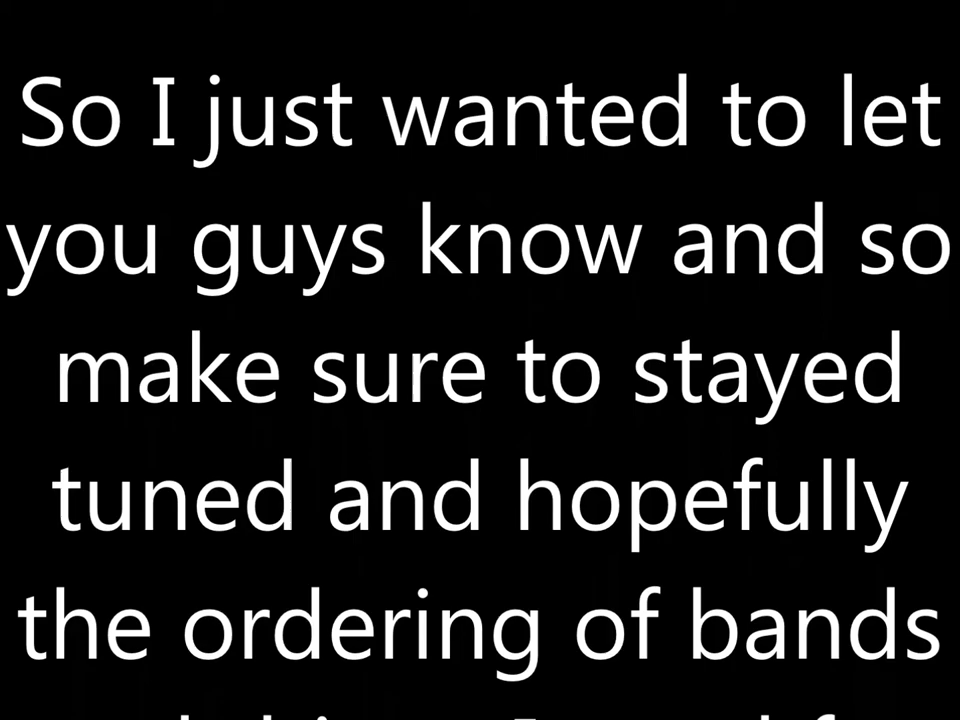 So I just wanted to let
you guys know and so
make sure to stayed
tuned and hopefully
the ordering of bands